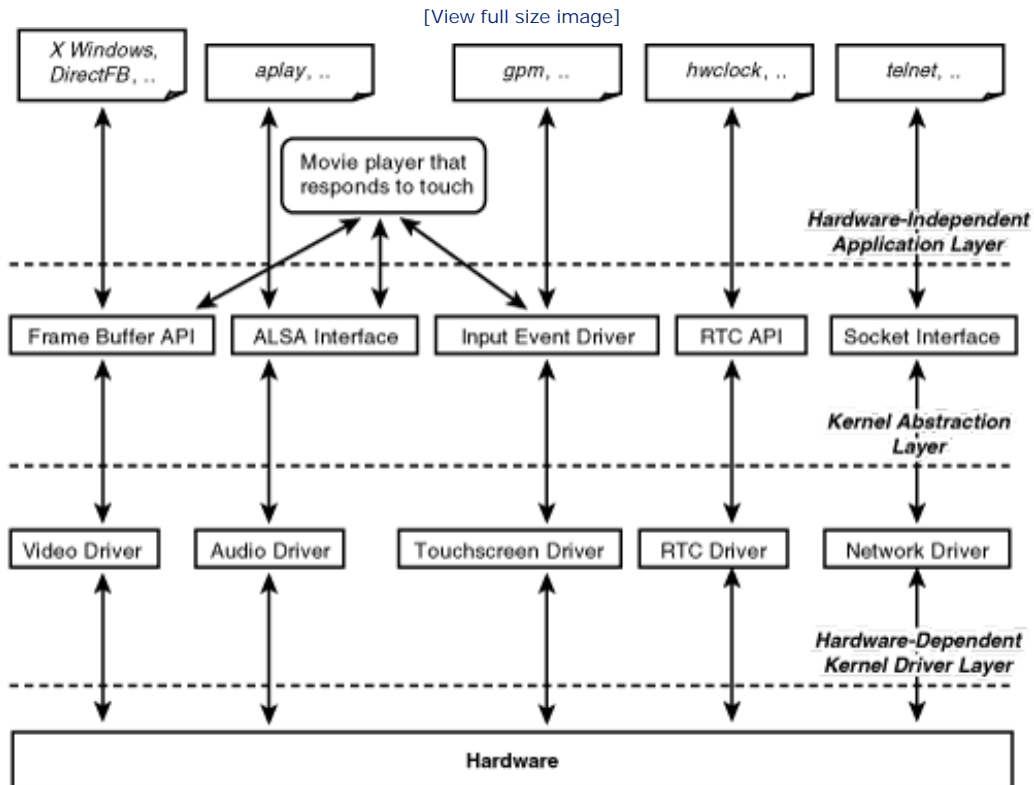 [View full size image]
X Windows,
DirectFB, ..
aplay, ..
gpm, ..
hwclock, ..
telnet, ..
Movie player that
responds to touch
Hardware-Independent
Application Layer
Frame Buffer API
ALSA Interface
Input Event Driver
RTC API
Socket Interface
Kernel Abstraction
Layer
Video Driver
Audio Driver
Touchscreen Driver
RTC Driver
Network Driver
Hardware-Dependent
Kernel Driver Layer
Hardware